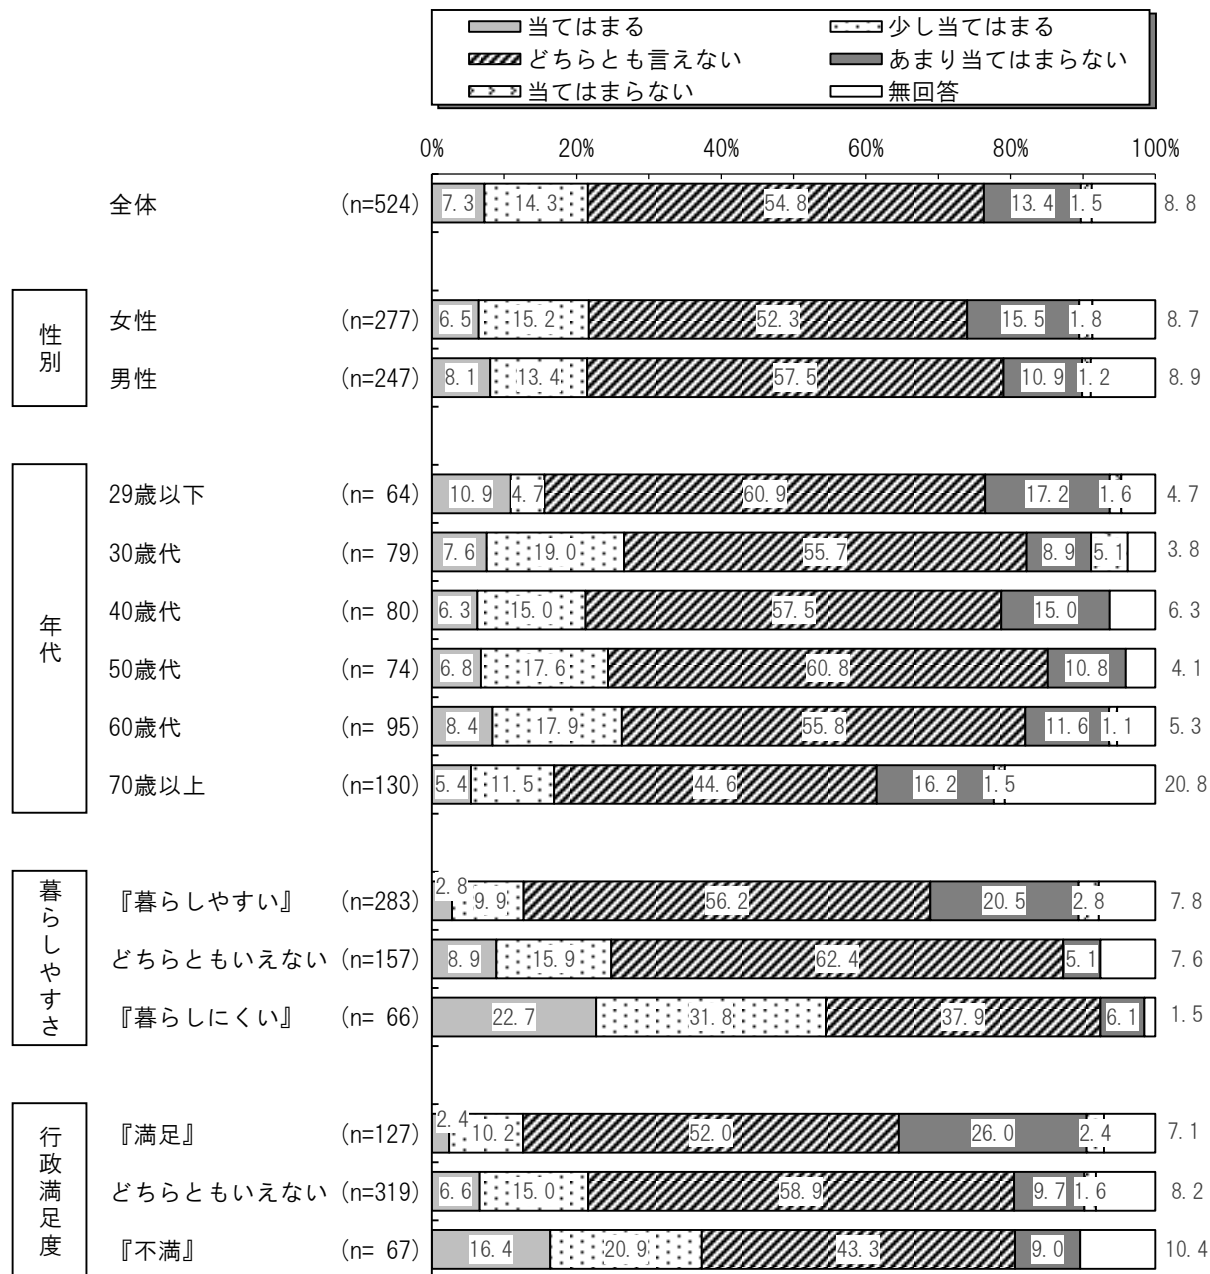 当てはまる 少し当てはまる
どちらとも言えない あまり当てはまらない
当てはまらない 無回答
0% 20% 40% 60% 80% 100%
全体 (n=524) 7.3 14.3 54.8 13.4 1.5 8.8
性別
女性 (n=277) 6.5 15.2 52.3 15.5 1.8 8.7
男性 (n=247) 8.1 13.4 57.5 10.9 1.2 8.9
年代
29歳以下 (n= 64) 10.9 4.7 60.9 17.2 1.6 4.7
30歳代 (n= 79) 7.6 19.0 55.7 8.9 5.1 3.8
40歳代 (n= 80) 6.3 15.0 57.5 15.0 6.3
50歳代 (n= 74) 6.8 17.6 60.8 10.8 4.1
60歳代 (n= 95) 8.4 17.9 55.8 11.6 1.1 5.3
70歳以上 (n=130) 5.4 11.5 44.6 16.2 1.5 20.8
暮らしやすさ
『暮らしやすい』 (n=283) 2.8 9.9 56.2 20.5 2.8 7.8
どちらともいえない (n=157) 8.9 15.9 62.4 5.1 7.6
『暮らしにくい』 (n= 66) 22.7 31.8 37.9 6.1 1.5
行政満足度
『満足』 (n=127) 2.4 10.2 52.0 26.0 2.4 7.1
どちらともいえない (n=319) 6.6 15.0 58.9 9.7 1.6 8.2
『不満』 (n= 67) 16.4 20.9 43.3 9.0 10.4